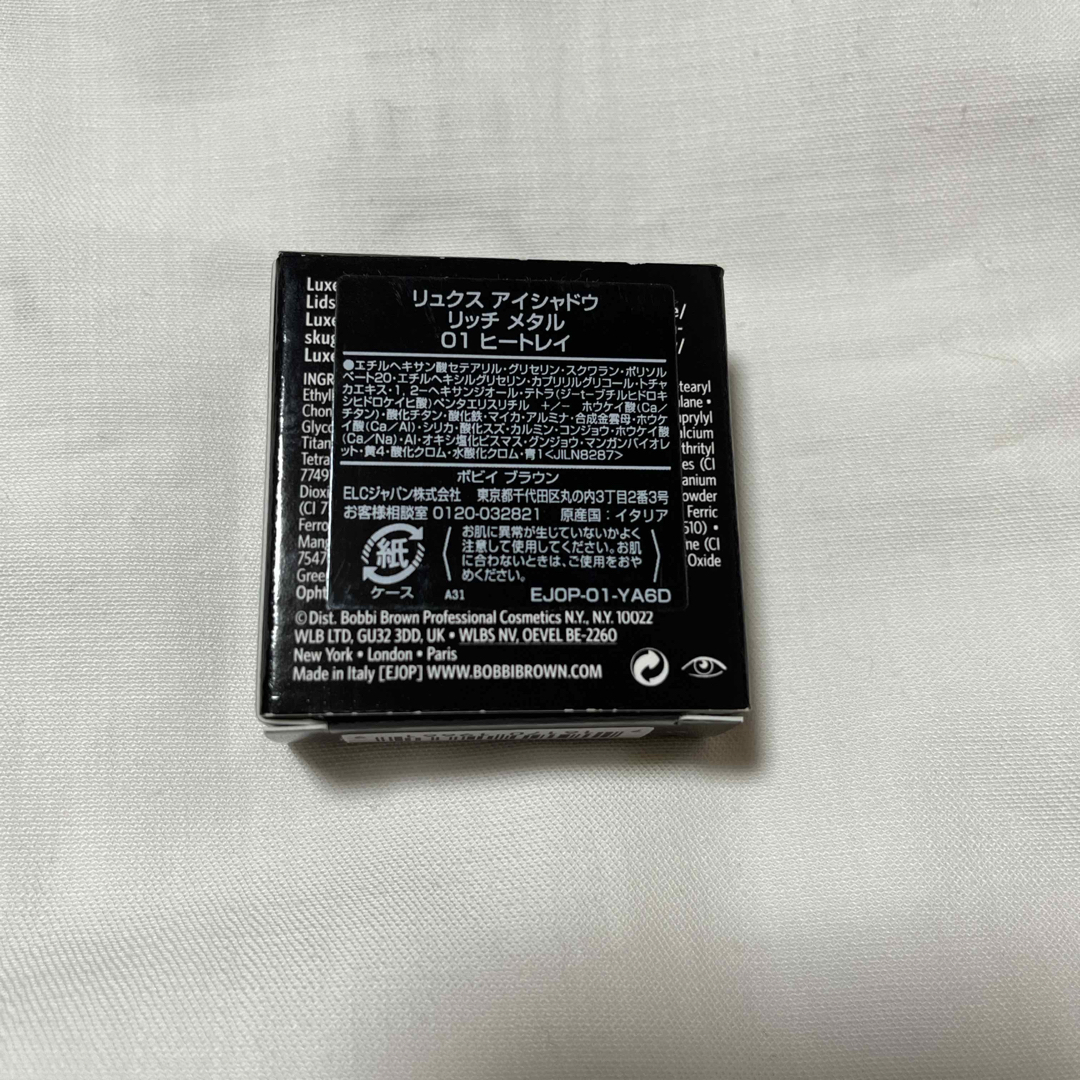 Luxe
Lids
Luxe
skug
Luxe
リュクス アイシャドウ
リッチ メタル
01 ヒートレイ
●エチルヘキサン酸セテアリル・グリセリン・スクワラン・ポリソル
ベート20・エチルヘキシルグリセリン・カプリリルグリコール・トチャ
カエキス・1, 2-ヘキサンジオール・テトラ(ジ-t-ブチルヒドロキ
シヒドロケイヒ酸)ペンタエリスリチル +/- ホウケイ酸(Ca/
チタン)・酸化チタン・酸化鉄・マイカ・アルミナ・合成金雲母・ホウケ
イ酸(Ca/Al)・シリカ・酸化スズ・カルミン・コンジョウ・ホウケイ酸
(Ca/Na)・Al・オキシ塩化ビスマス・グンジョウ・マンガンバイオレ
ット・黄4・酸化クロム・水酸化クロム・青1<JILN8287>
ボビイ ブラウン
ELCジャパン株式会社 東京都千代田区丸の内3丁目2番3号
お客様相談室 0120-032821 原産国：イタリア
紙
ケース
お肌に異常が生じていないかよく
注意して使用してください。お肌
に合わないときは、ご使用をおや
めください。
A31 EJ0P-01-YA6D
INGR
Ethyl
Chon
Glyco
Titan
Tetra
7749
Dioxi
(CI 7
Ferro
Mang
7547
Green
Opht
tearyl
lane •
prylyl
alcium
thrityl
es (CI
tanium
owder
Ferric
510) •
me (CI
Oxide
©Dist. Bobbi Brown Professional Cosmetics N.Y., N.Y. 10022
WLB LTD, GU32 3DD, UK • WLBS NV, OEVEL BE-2260
New York • London • Paris
Made in Italy [EJ0P] WWW.BOBBIBROWN.COM